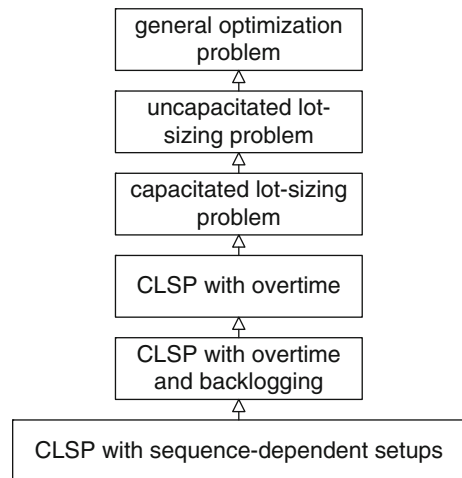 general optimization
problem
uncapacitated lot-
sizing problem
capacitated lot-sizing
problem
CLSP with overtime
CLSP with overtime
and backlogging
CLSP with sequence-dependent setups